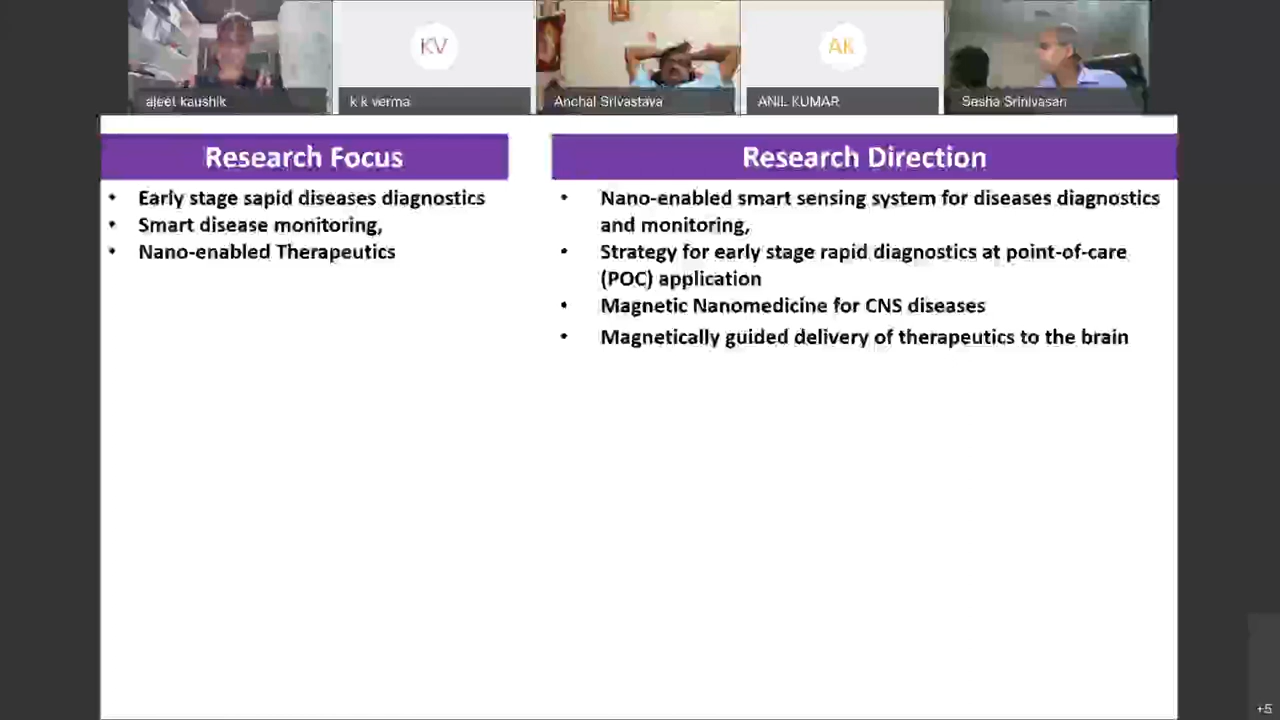 KV
AK
ajeet kaushik
k k verma
Anchal Srivastava
ANIL KUMAR
Sesha Srinivasan
Research Focus
• Early stage sapid diseases diagnostics
• Smart disease monitoring,
• Nano-enabled Therapeutics
Research Direction
• Nano-enabled smart sensing system for diseases diagnostics
and monitoring,
• Strategy for early stage rapid diagnostics at point-of-care
(POC) application
• Magnetic Nanomedicine for CNS diseases
• Magnetically guided delivery of therapeutics to the brain
+5